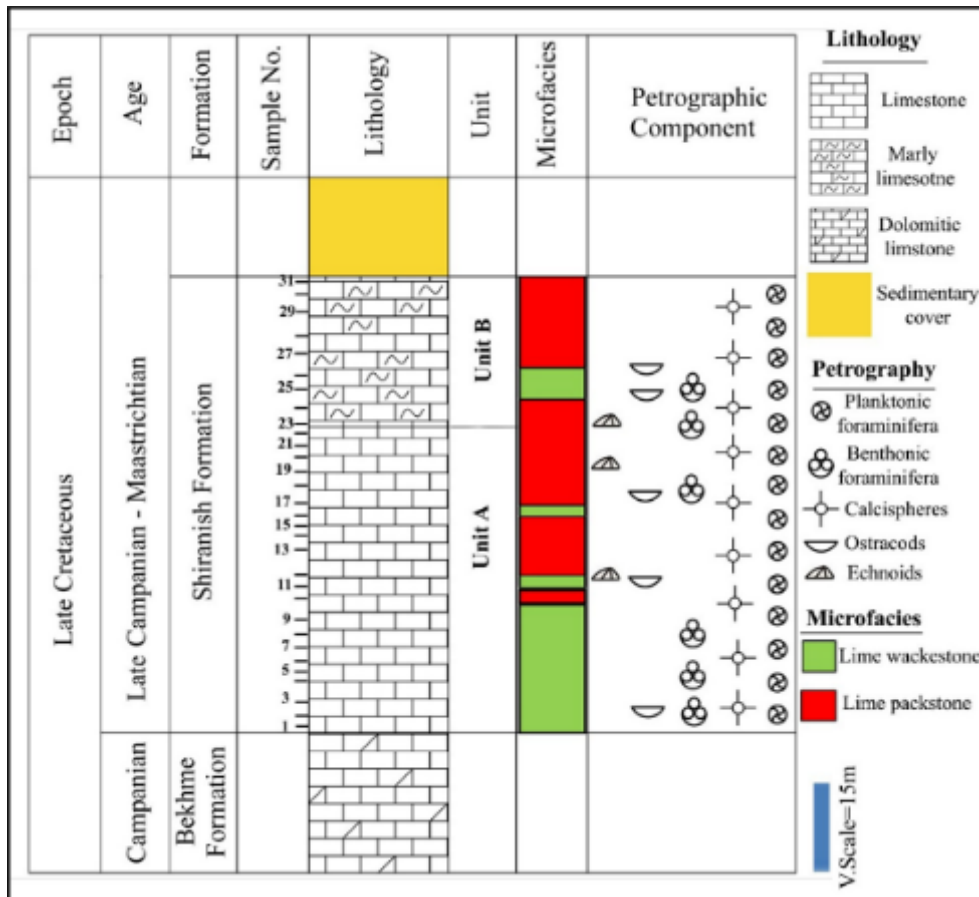 Epoch
Age
Formation
Sample No.
Lithology
Unit
Microfacies
Petrographic
Component
Late Cretaceous
Late Campanian - Maastrichtian
Campanian
Shiranish Formation
Bekhme
Formation
31
29
27
25
23
21
19
17
15
13
11
9
7
5
3
1
Unit B
Unit A
Lithology
Limestone
Marly
limesotne
Dolomitic
limstone
Sedimentary
cover
Petrography
Planktonic
foraminifera
Benthonic
foraminifera
Calcispheres
Ostracods
Echnoids
Microfacies
Lime wackestone
Lime packstone
V.Scale=15m